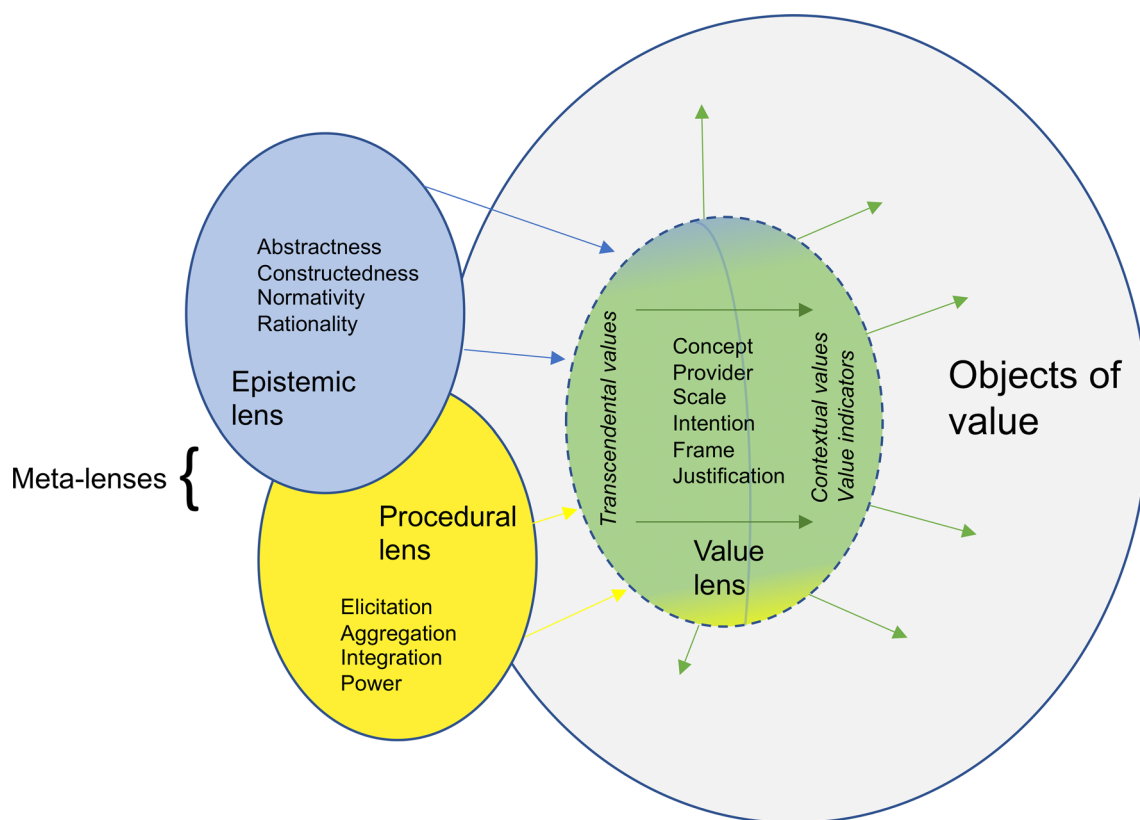 Abstractness
Constructedness
Normativity
Rationality
Epistemic
lens
Meta-lenses {
Procedural
lens
Elicitation
Aggregation
Integration
Power
Transcendental values
Concept
Provider
Scale
Intention
Frame
Justification
Contextual values
Value indicators
Value
lens
Objects of
value